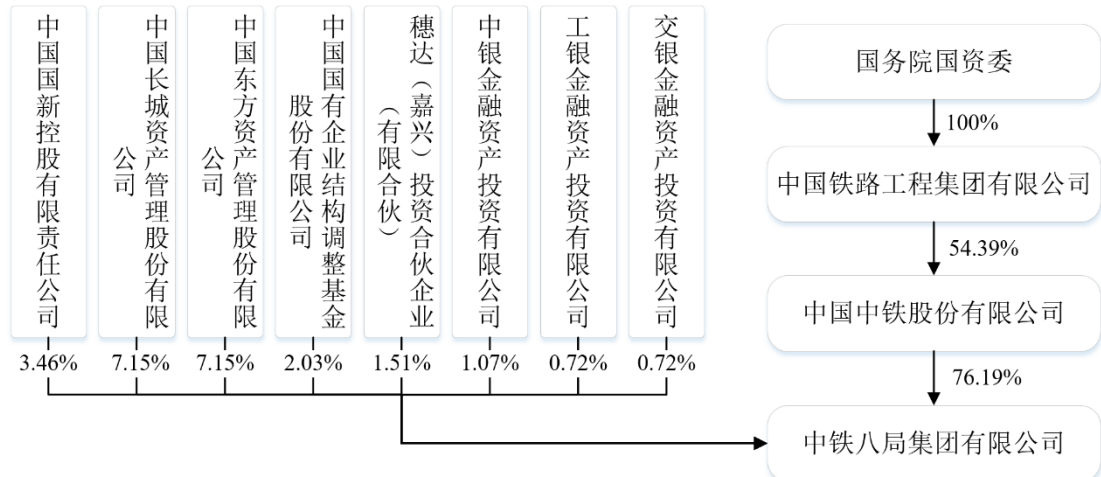 中国国新控股有限责任公司
中国长城资产管理股份有限
公司
中国东方资产管理股份有限
公司
中国国有企业结构调整基金
股份有限公司
穗达（嘉兴）投资合伙企业
（有限合伙）
中银金融资产投资有限公司
工银金融资产投资有限公司
交银金融资产投资有限公司
3.46%
7.15%
7.15%
2.03%
1.51%
1.07%
0.72%
0.72%
国务院国资委
100%
中国铁路工程集团有限公司
54.39%
中国中铁股份有限公司
76.19%
中铁八局集团有限公司